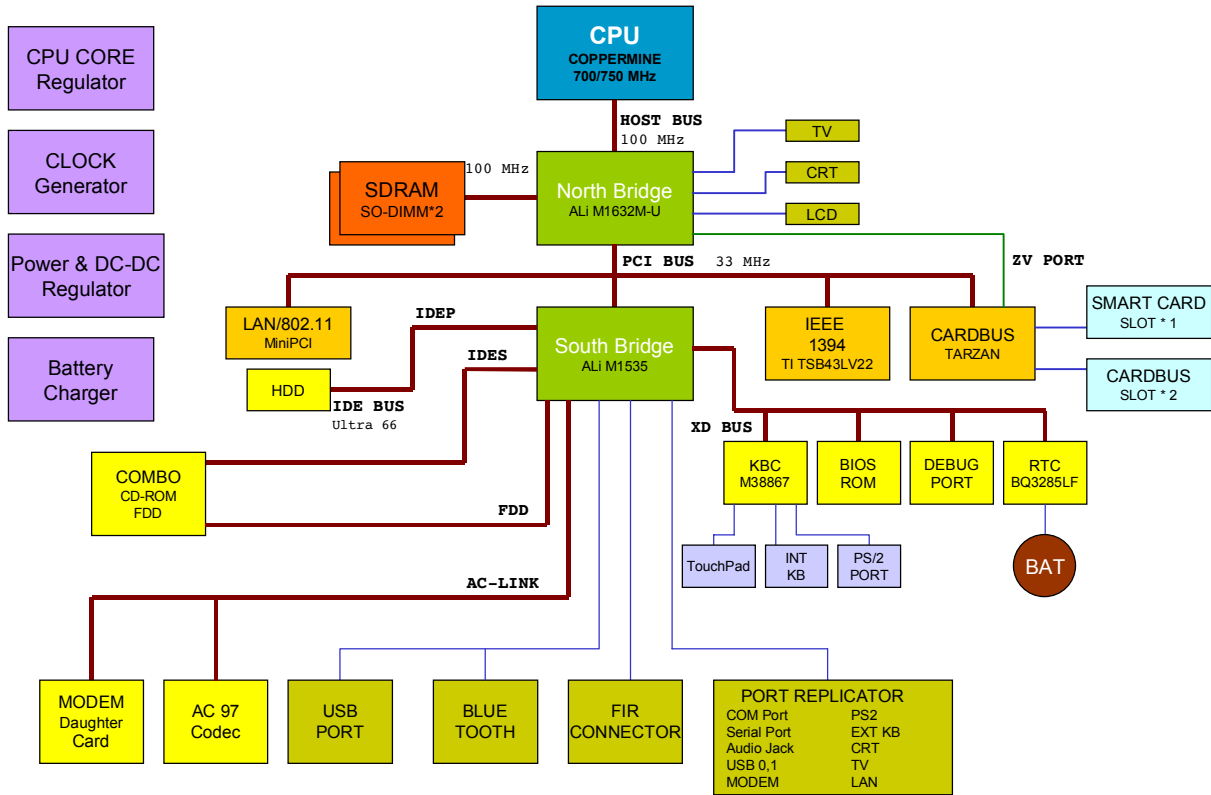 CPU CORE
Regulator
CLOCK
Generator
Power & DC-DC
Regulator
Battery
Charger
CPU
COPPERMINE
700/750 MHz
HOST BUS
100 MHz
100 MHz
SDRAM
SO-DIMM*2
North Bridge
ALi M1632M-U
TV
CRT
LCD
PCI BUS 33 MHz
ZV PORT
LAN/802.11
MiniPCI
IDEP
IDES
HDD
IDE BUS
Ultra 66
South Bridge
ALi M1535
IEEE
1394
TI TSB43LV22
CARDBUS
TARZAN
SMART CARD
SLOT * 1
CARDBUS
SLOT * 2
XD BUS
COMBO
CD-ROM
FDD
FDD
KBC
M38867
BIOS
ROM
DEBUG
PORT
RTC
BQ3285LF
TouchPad
INT
KB
PS/2
PORT
BAT
AC-LINK
MODEM
Daughter
Card
AC 97
Codec
USB
PORT
BLUE
TOOTH
FIR
CONNECTOR
PORT REPLICATOR
COM Port PS2
Serial Port EXT KB
Audio Jack CRT
USB 0,1 TV
MODEM LAN